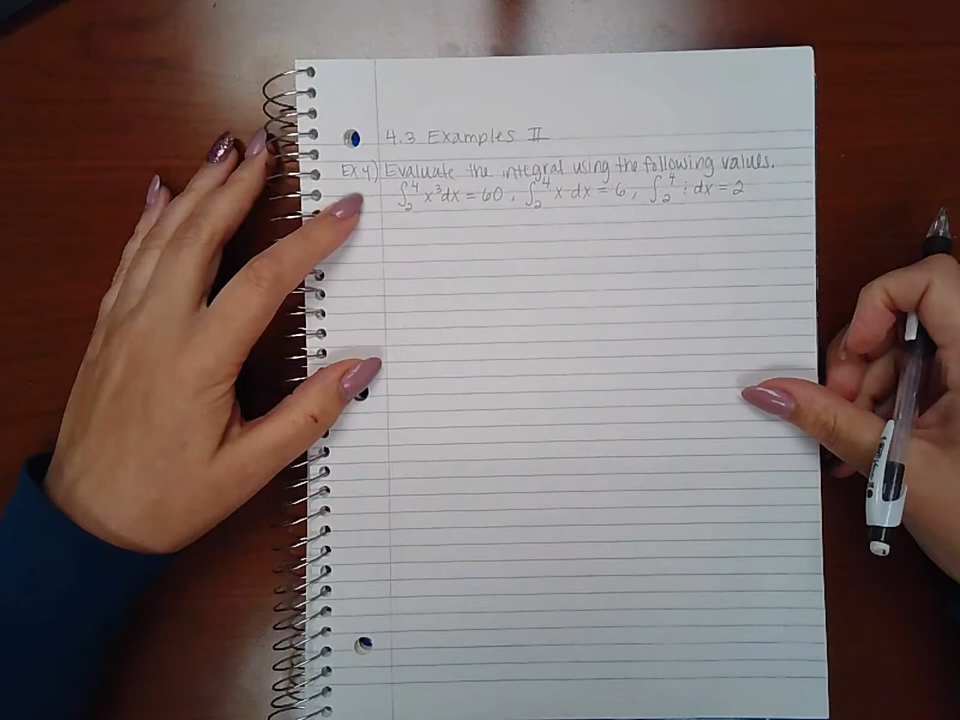 4.3 Examples II
EX 4) Evaluate the integral using the following values.
∫₂⁴ x³dx = 60, ∫₂⁴ x dx = 6, ∫₂⁴ dx = 2